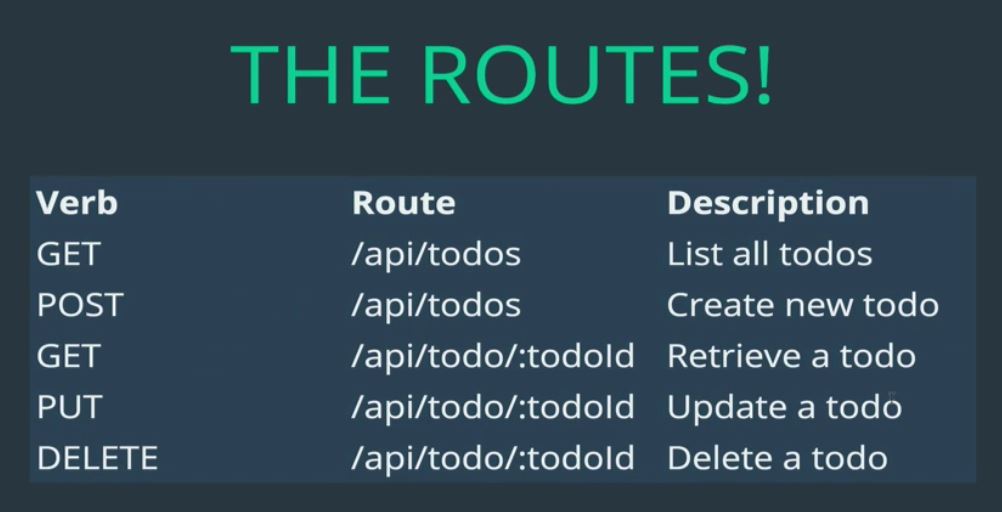 THE ROUTES!
Verb Route Description
GET /api/todos List all todos
POST /api/todos Create new todo
GET /api/todo/:todoId Retrieve a todo
PUT /api/todo/:todoId Update a todo
DELETE /api/todo/:todoId Delete a todo